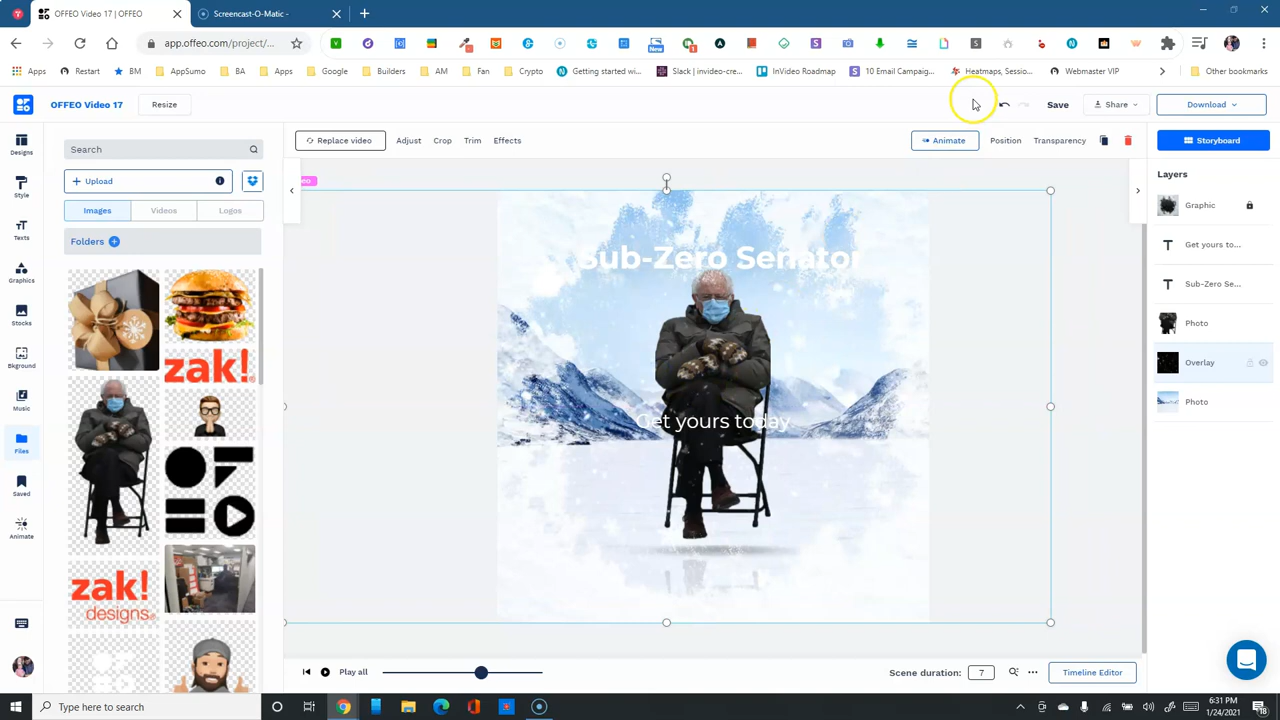 OFFEO Video 17 | OFFEO
Screencast-O-Matic -
app.offeo.com/project/...
Apps
Restart
BM
AppSumo
BA
Apps
Google
Builders
AM
Fan
Crypto
Getting started wi...
Slack | invideo-cre...
InVideo Roadmap
10 Email Campaig...
Heatmaps, Sessio...
Webmaster VIP
Other bookmarks
OFFEO Video 17
Resize
Save
Share
Download
Designs
Style
Texts
Graphics
Stocks
Bkground
Music
Files
Saved
Animate
Search
Upload
Images
Videos
Logos
Folders
zak!
zak!
designs
Replace video
Adjust
Crop
Trim
Effects
Animate
Position
Transparency
Sub-Zero Senator
Get yours today
Storyboard
Layers
Graphic
Get yours to...
Sub-Zero Se...
Photo
Overlay
Photo
Play all
Scene duration:
7
Timeline Editor
Type here to search
6:31 PM
1/24/2021
18